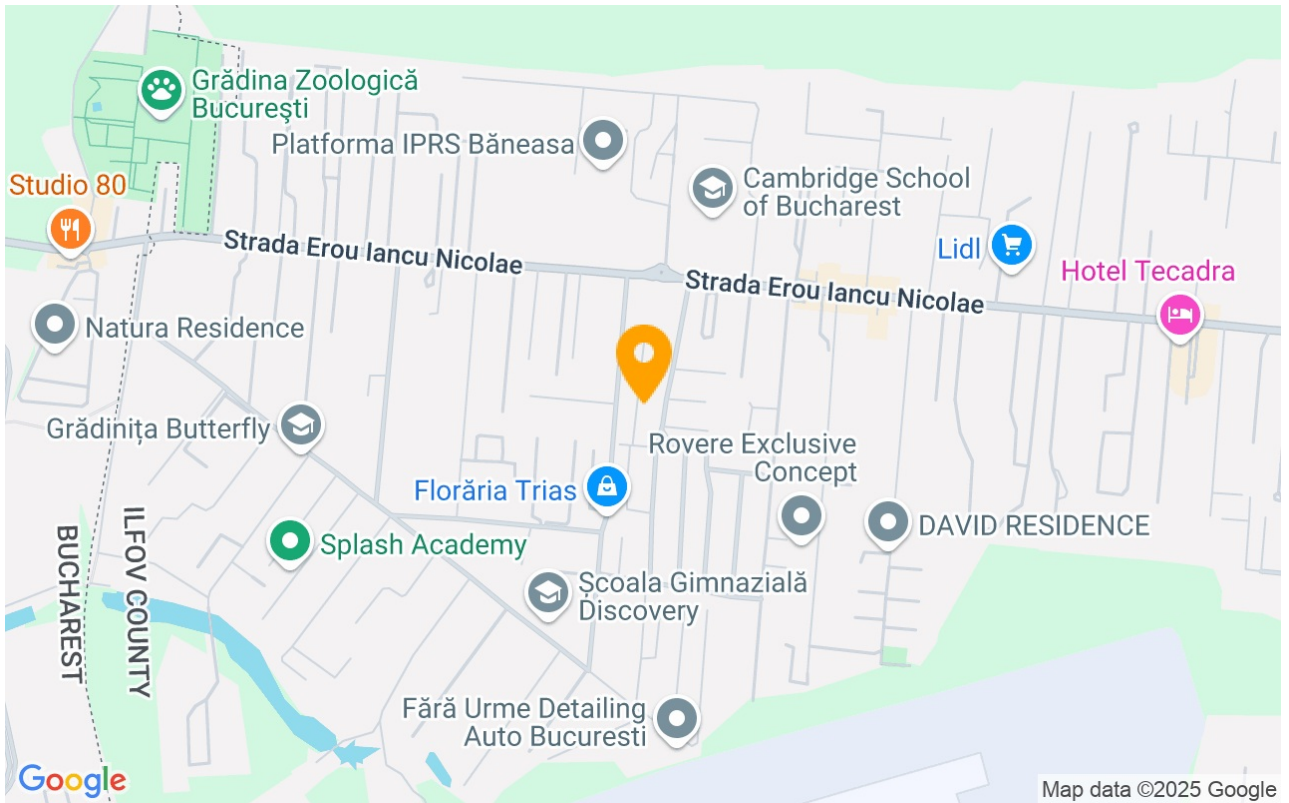 Grădina Zoologică
Bucureşti
Platforma IPRS Băneasa
Studio 80
Cambridge School
of Bucharest
Strada Erou Iancu Nicolae
Lidl
Hotel Tecadra
Strada Erou Iancu Nicolae
Natura Residence
Grădinița Butterfly
Rovere Exclusive
Concept
Florăria Trias
DAVID RESIDENCE
Splash Academy
ILFOV COUNTY
BUCHAREST
Școala Gimnazială
Discovery
Fără Urme Detailing
Auto Bucuresti
Google
Map data ©2025 Google